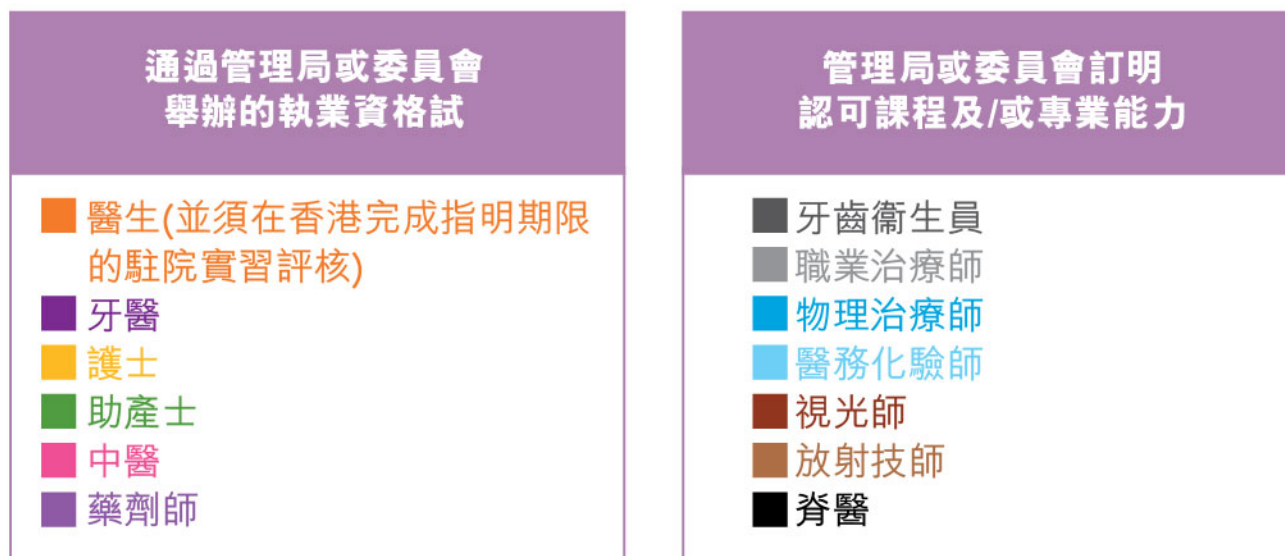 通過管理局或委員會
舉辦的執業資格試
醫生(並須在香港完成指明期限
的駐院實習評核)
牙醫
護士
助產士
中醫
藥劑師
管理局或委員會訂明
認可課程及/或專業能力
牙齒衞生員
職業治療師
物理治療師
醫務化驗師
視光師
放射技師
脊醫